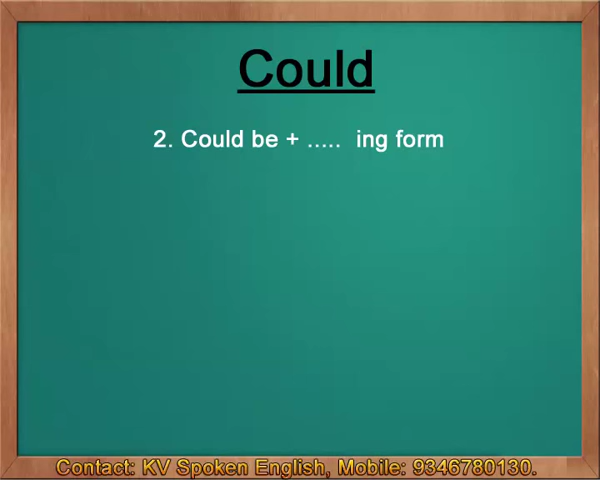 Could
2. Could be + ..... ing form
Contact: KV Spoken English, Mobile: 9346780130.